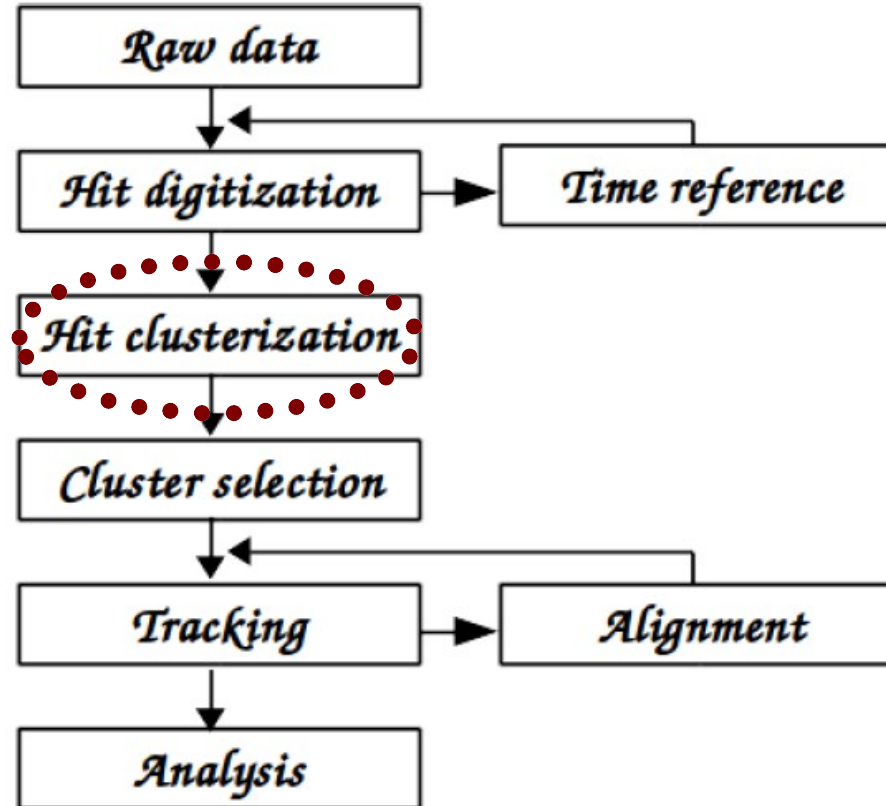 Raw data
Hit digitization
Time reference
Hit clusterization
Cluster selection
Tracking
Alignment
Analysis